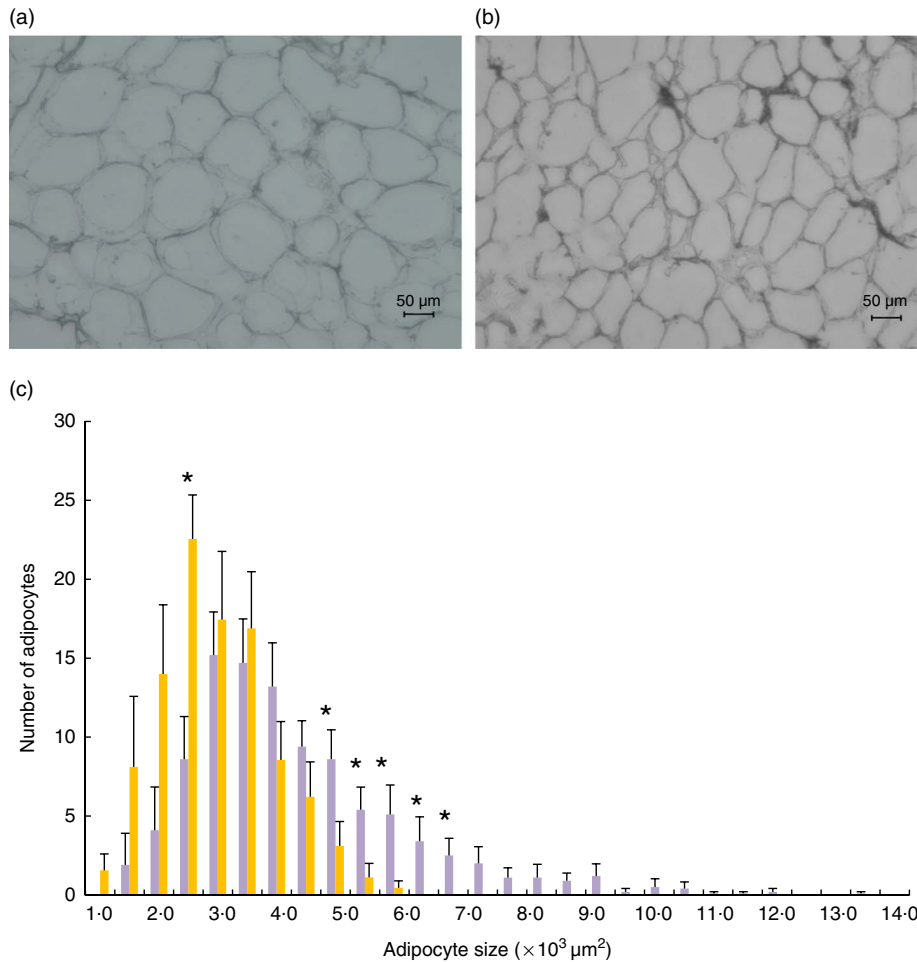 (a)
(b)
50 µm
50 µm
(c)
30
25
20
15
10
5
0
Number of adipocytes
*
*
*
*
*
*
1·0 2·0 3·0 4·0 5·0 6·0 7·0 8·0 9·0 10·0 11·0 12·0 13·0 14·0
Adipocyte size (×10³ µm²)